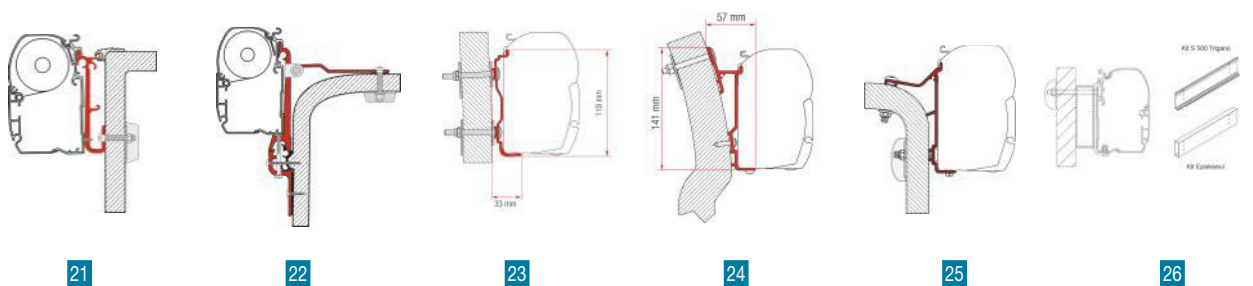 57 mm
Kit S 500 Trigano
119 mm
141 mm
Kit Epaisseur
33 mm
21
22
23
24
25
26